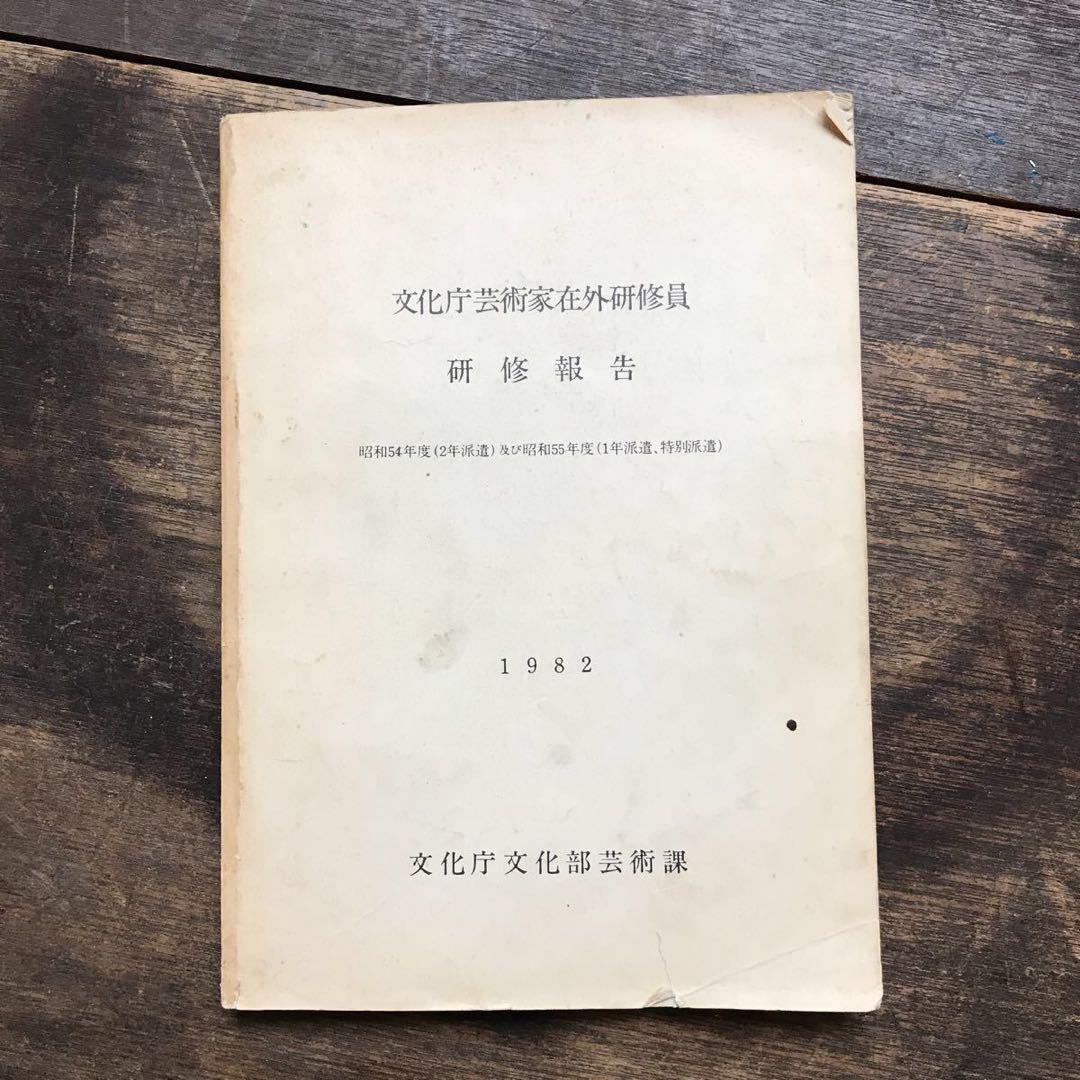 文化庁芸術家在外研修員
研修報告
昭和54年度(2年派遣)及び昭和55年度(1年派遣、特別派遣)
1982
文化庁文化部芸術課